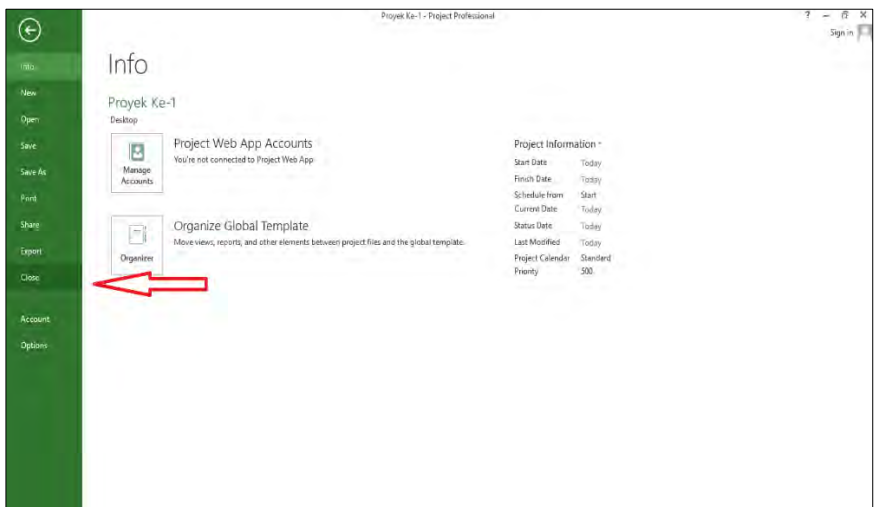 Proyek Ke-1 - Project Professional
?
Sign in
Info
New
Open
Save
Save As
Print
Share
Export
Close
Account
Options
Info
Proyek Ke-1
Desktop
Manage
Accounts
Project Web App Accounts
You're not connected to Project Web App
Organizer
Organize Global Template
Move views, reports, and other elements between project files and the global template.
Project Information
Start Date Today
Finish Date Today
Schedule from Start
Current Date Today
Status Date Today
Last Modified Today
Project Calendar Standard
Priority 500